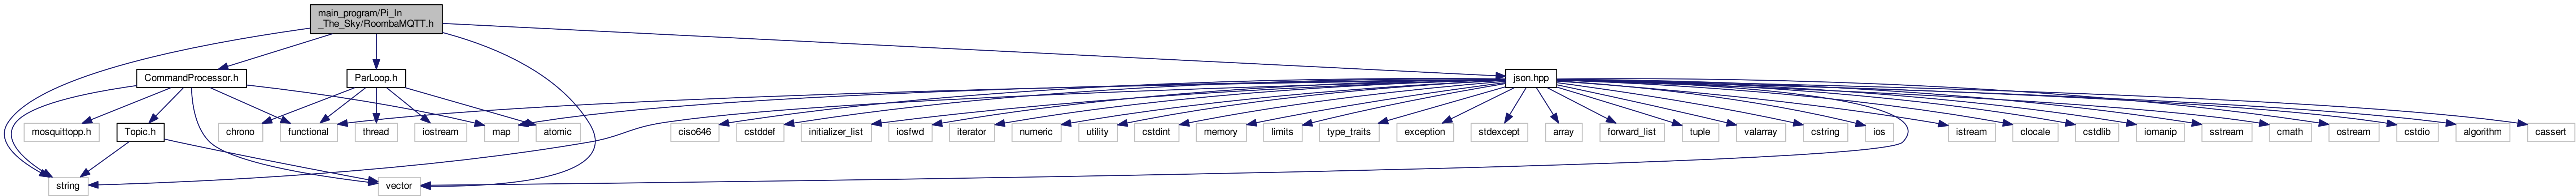 main_program/Pi_In
_The_Sky/RoombaMQTT.h
CommandProcessor.h
ParLoop.h
json.hpp
mosquittopp.h
Topic.h
chrono
functional
thread
iostream
map
atomic
ciso646
cstddef
initializer_list
iosfwd
iterator
numeric
utility
cstdint
memory
limits
type_traits
exception
stdexcept
array
forward_list
tuple
valarray
cstring
ios
istream
clocale
cstdlib
iomanip
sstream
cmath
ostream
cstdio
algorithm
cassert
string
vector